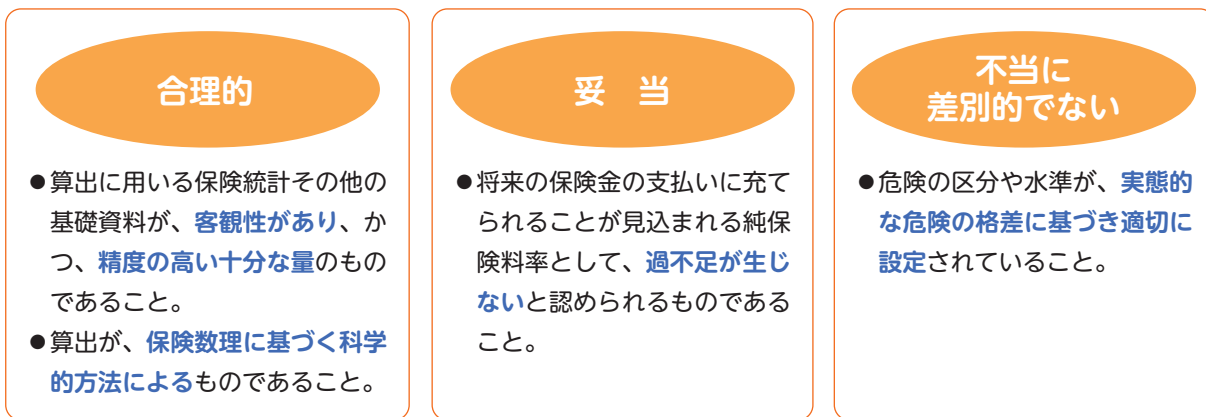 合理的
●算出に用いる保険統計その他の
基礎資料が、客観性があり、か
つ、精度の高い十分な量のもの
であること。
●算出が、保険数理に基づく科学
的方法によるものであること。
妥　当
●将来の保険金の支払いに充て
られることが見込まれる純保
険料率として、過不足が生じ
ないと認められるものである
こと。
不当に
差別的でない
●危険の区分や水準が、実態的
な危険の格差に基づき適切に
設定されていること。